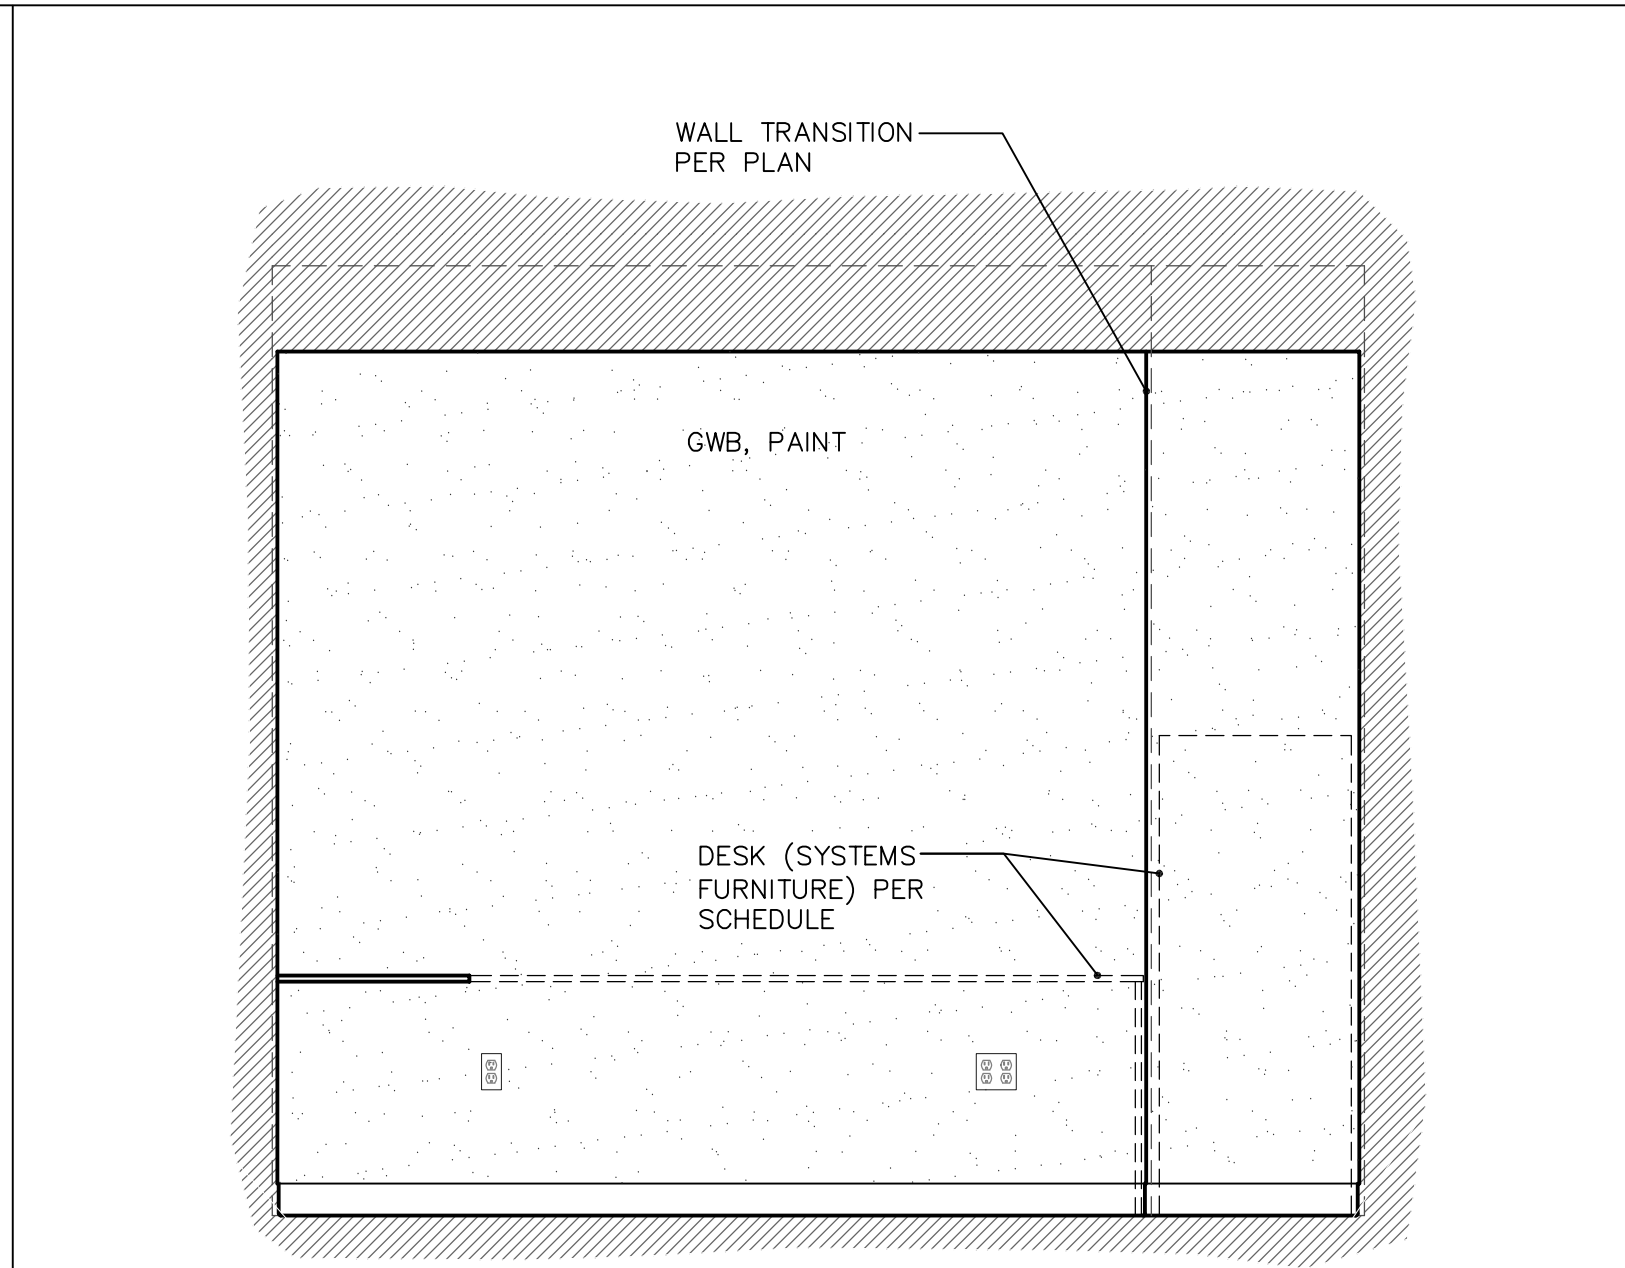 WALL TRANSITION
PER PLAN
GWB, PAINT
DESK (SYSTEMS
FURNITURE) PER
SCHEDULE